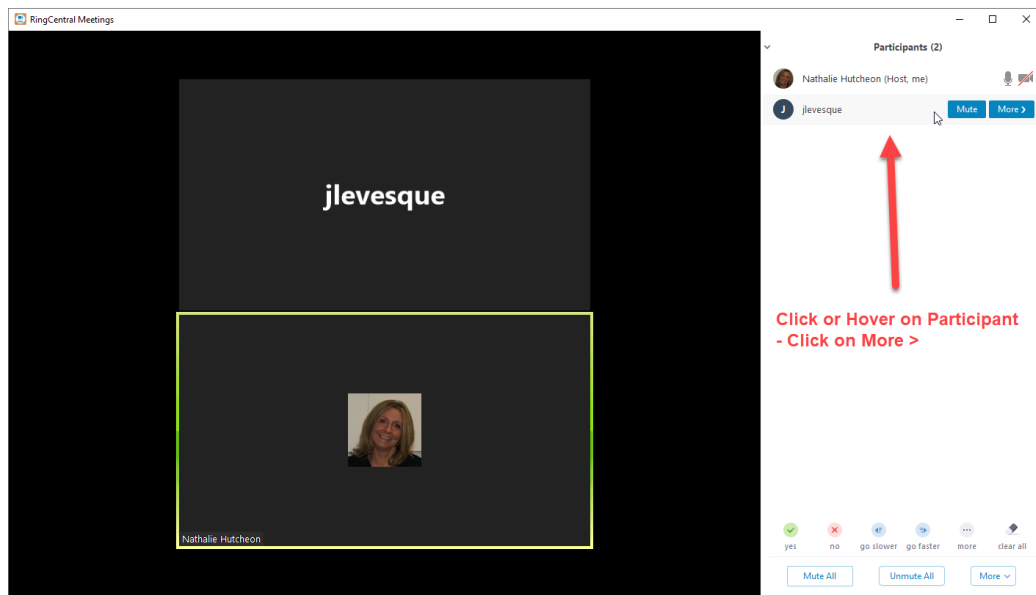 RingCentral Meetings
Participants (2)
Nathalie Hutcheon (Host, me)
J jlevesque Mute More >
jlevesque
Click or Hover on Participant
- Click on More >
Nathalie Hutcheon
yes no go slower go faster more clear all
Mute All Unmute All More